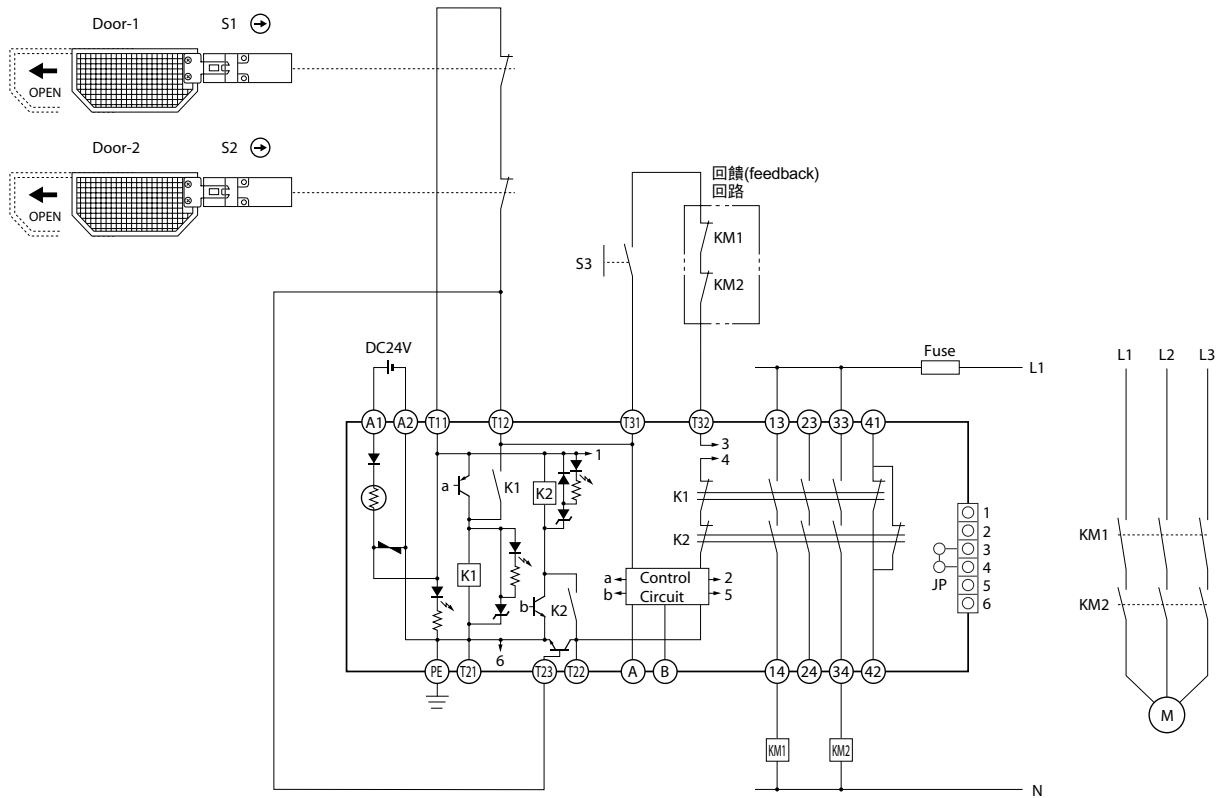 Door-1
S1
OPEN
Door-2
S2
OPEN
回饋(feedback)
回路
KM1
S3
KM2
DC24V
Fuse
L1
L1 L2 L3
A1 A2 T11 T12 T31 T32 13 23 33 41
3
1
4
a K1 K2
K1
1
2
K2
3
KM1
K1
a Control 2
4
b Circuit 5
JP
5
b K2
6
KM2
6
PE T21 T23 T22 A B 14 24 34 42
M
KM1 KM2
N